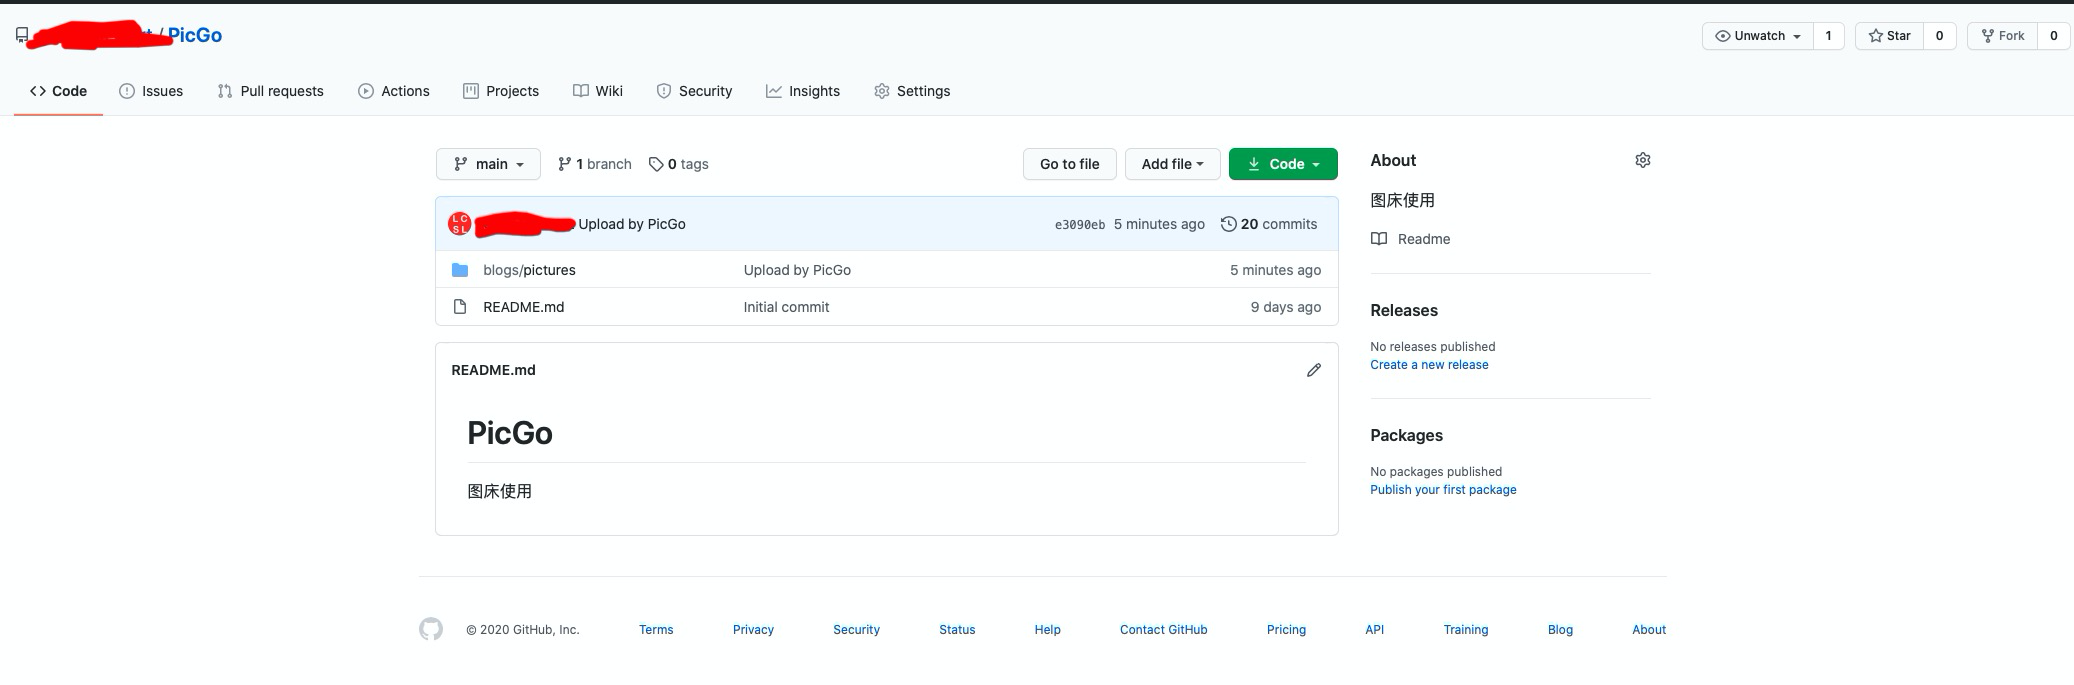 / PicGo
Unwatch 1 Star 0 Fork 0
Code Issues Pull requests Actions Projects Wiki Security Insights Settings
main 1 branch 0 tags Go to file Add file Code
LC
SL
Upload by PicGo e3090eb 5 minutes ago 20 commits
blogs/pictures Upload by PicGo 5 minutes ago
README.md Initial commit 9 days ago
README.md
PicGo
图床使用
About
图床使用
Readme
Releases
No releases published
Create a new release
Packages
No packages published
Publish your first package
© 2020 GitHub, Inc. Terms Privacy Security Status Help Contact GitHub Pricing API Training Blog About